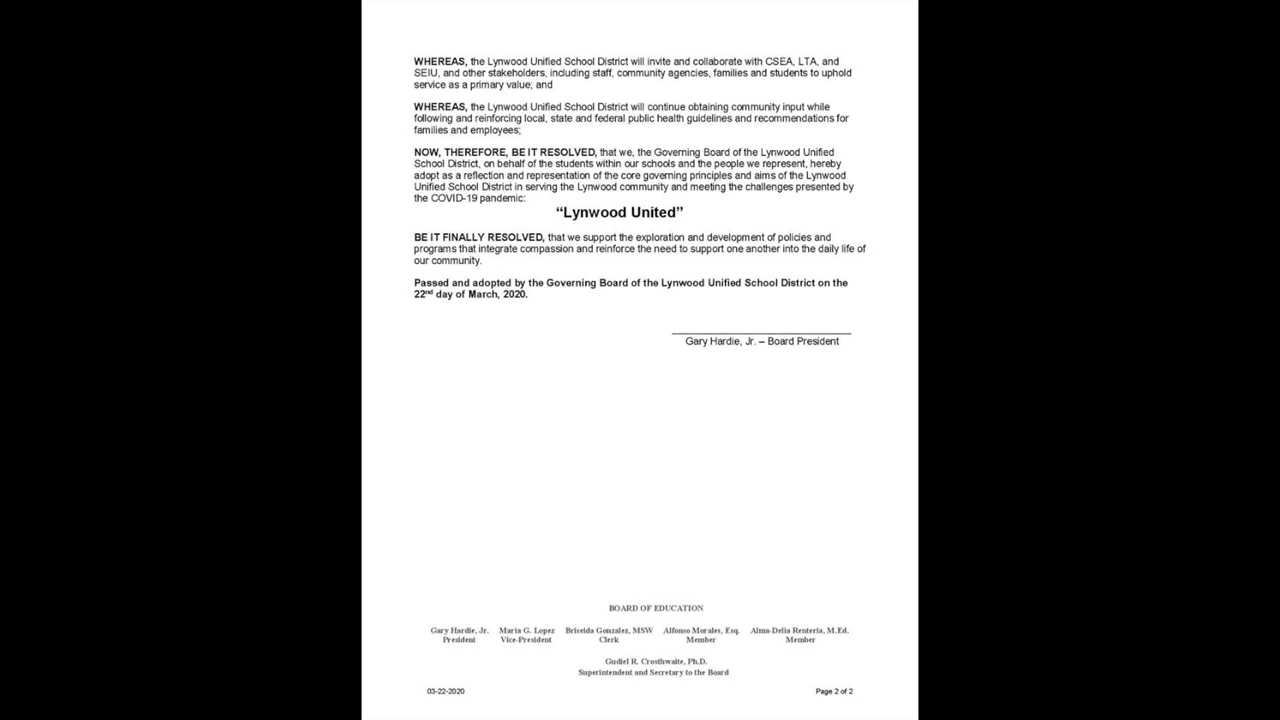 WHEREAS, the Lynwood Unified School District will invite and collaborate with CSEA, LTA, and
SEIU, and other stakeholders, including staff, community agencies, families and students to uphold
service as a primary value; and
WHEREAS, the Lynwood Unified School District will continue obtaining community input while
following and reinforcing local, state and federal public health guidelines and recommendations for
families and employees;
NOW, THEREFORE, BE IT RESOLVED, that we, the Governing Board of the Lynwood Unified
School District, on behalf of the students within our schools and the people we represent, hereby
adopt as a reflection and representation of the core governing principles and aims of the Lynwood
Unified School District in serving the Lynwood community and meeting the challenges presented by
the COVID-19 pandemic:
“Lynwood United”
BE IT FINALLY RESOLVED, that we support the exploration and development of policies and
programs that integrate compassion and reinforce the need to support one another into the daily life of
our community.
Passed and adopted by the Governing Board of the Lynwood Unified School District on the
22nd day of March, 2020.
Gary Hardie, Jr. – Board President
BOARD OF EDUCATION
Gary Hardie, Jr. Maria G. Lopez Briseida Gonzalez, MSW Alfonso Morales, Esq. Alma-Delia Renteria, M.Ed.
President Vice-President Clerk Member Member
Gudiel R. Crosthwaite, Ph.D.
Superintendent and Secretary to the Board
03-22-2020 Page 2 of 2